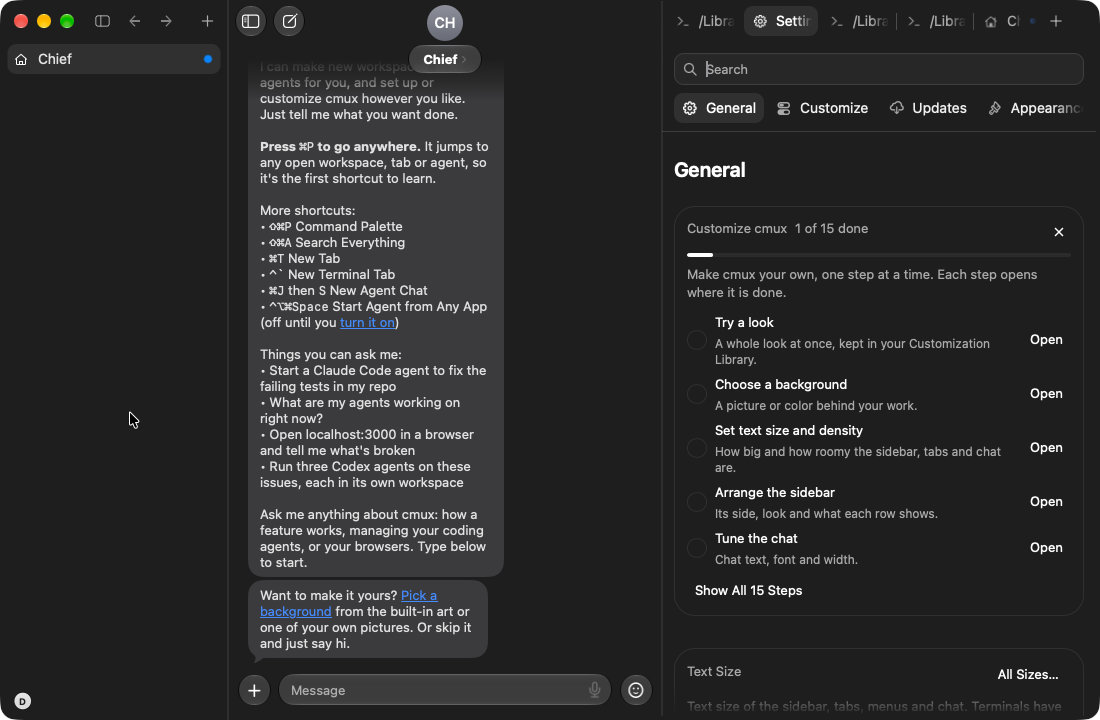 Chief
CH
Chief
I can make new workspac
agents for you, and set up or
customize cmux however you like.
Just tell me what you want done.
Press ⌘P to go anywhere. It jumps to
any open workspace, tab or agent, so
it's the first shortcut to learn.
More shortcuts:
• ⇧⌘P Command Palette
• ⇧⌘A Search Everything
• ⌘T New Tab
• ^` New Terminal Tab
• ⌘J then S New Agent Chat
• ^⌥⌘Space Start Agent from Any App
(off until you turn it on)
Things you can ask me:
• Start a Claude Code agent to fix the
failing tests in my repo
• What are my agents working on
right now?
• Open localhost:3000 in a browser
and tell me what's broken
• Run three Codex agents on these
issues, each in its own workspace
Ask me anything about cmux: how a
feature works, managing your coding
agents, or your browsers. Type below
to start.
Want to make it yours? Pick a
background from the built-in art or
one of your own pictures. Or skip it
and just say hi.
Message
D
/Libra Settin /Libra /Libra C
Search
General Customize Updates Appearanc
General
Customize cmux 1 of 15 done
Make cmux your own, one step at a time. Each step opens
where it is done.
Try a look
A whole look at once, kept in your Customization
Library.
Open
Choose a background
A picture or color behind your work.
Open
Set text size and density
How big and how roomy the sidebar, tabs and chat
are.
Open
Arrange the sidebar
Its side, look and what each row shows.
Open
Tune the chat
Chat text, font and width.
Open
Show All 15 Steps
Text Size
All Sizes...
Text size of the sidebar, tabs, menus and chat. Terminals have